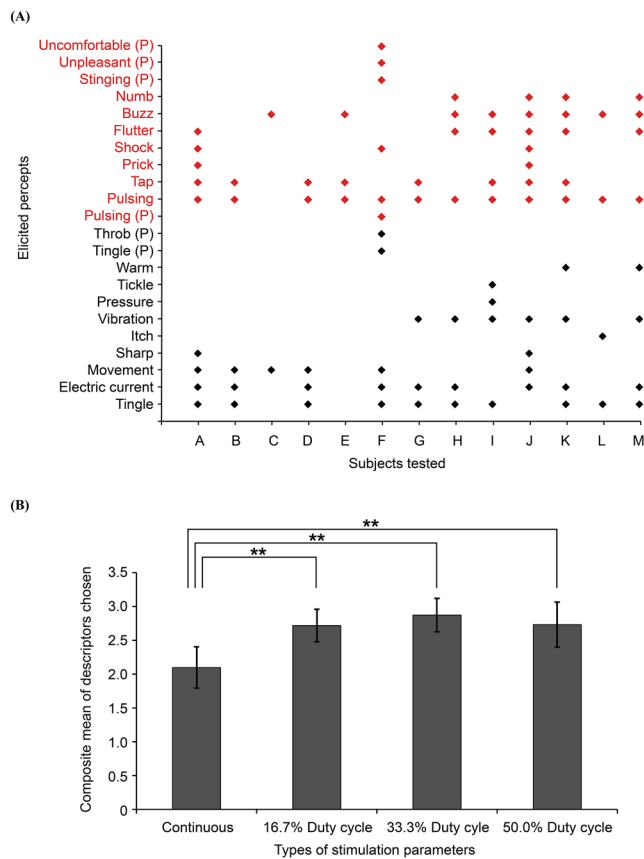 (A)
Uncomfortable (P)
Unpleasant (P)
Stinging (P)
Numb
Buzz
Flutter
Shock
Prick
Tap
Pulsing
Pulsing (P)
Throb (P)
Tingle (P)
Warm
Tickle
Pressure
Vibration
Itch
Sharp
Movement
Electric current
Tingle
Elicited percepts
A B C D E F G H I J K L M
Subjects tested
(B)
**
**
**
3.5
3.0
2.5
2.0
1.5
1.0
0.5
0
Composite mean of descriptors chosen
Continuous 16.7% Duty cycle 33.3% Duty cyle 50.0% Duty cycle
Types of stimulation parameters